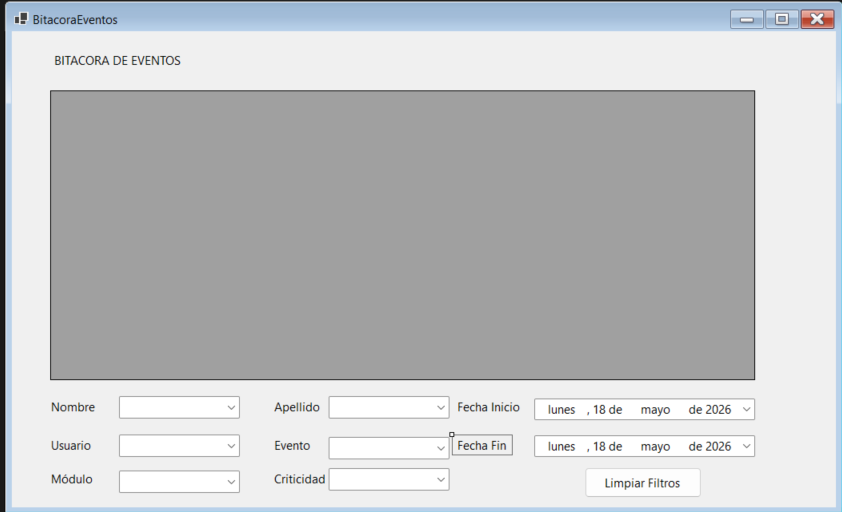 BitacoraEventos
BITACORA DE EVENTOS
Nombre Apellido Fecha Inicio lunes , 18 de mayo de 2026
Usuario Evento Fecha Fin lunes , 18 de mayo de 2026
Módulo Criticidad Limpiar Filtros